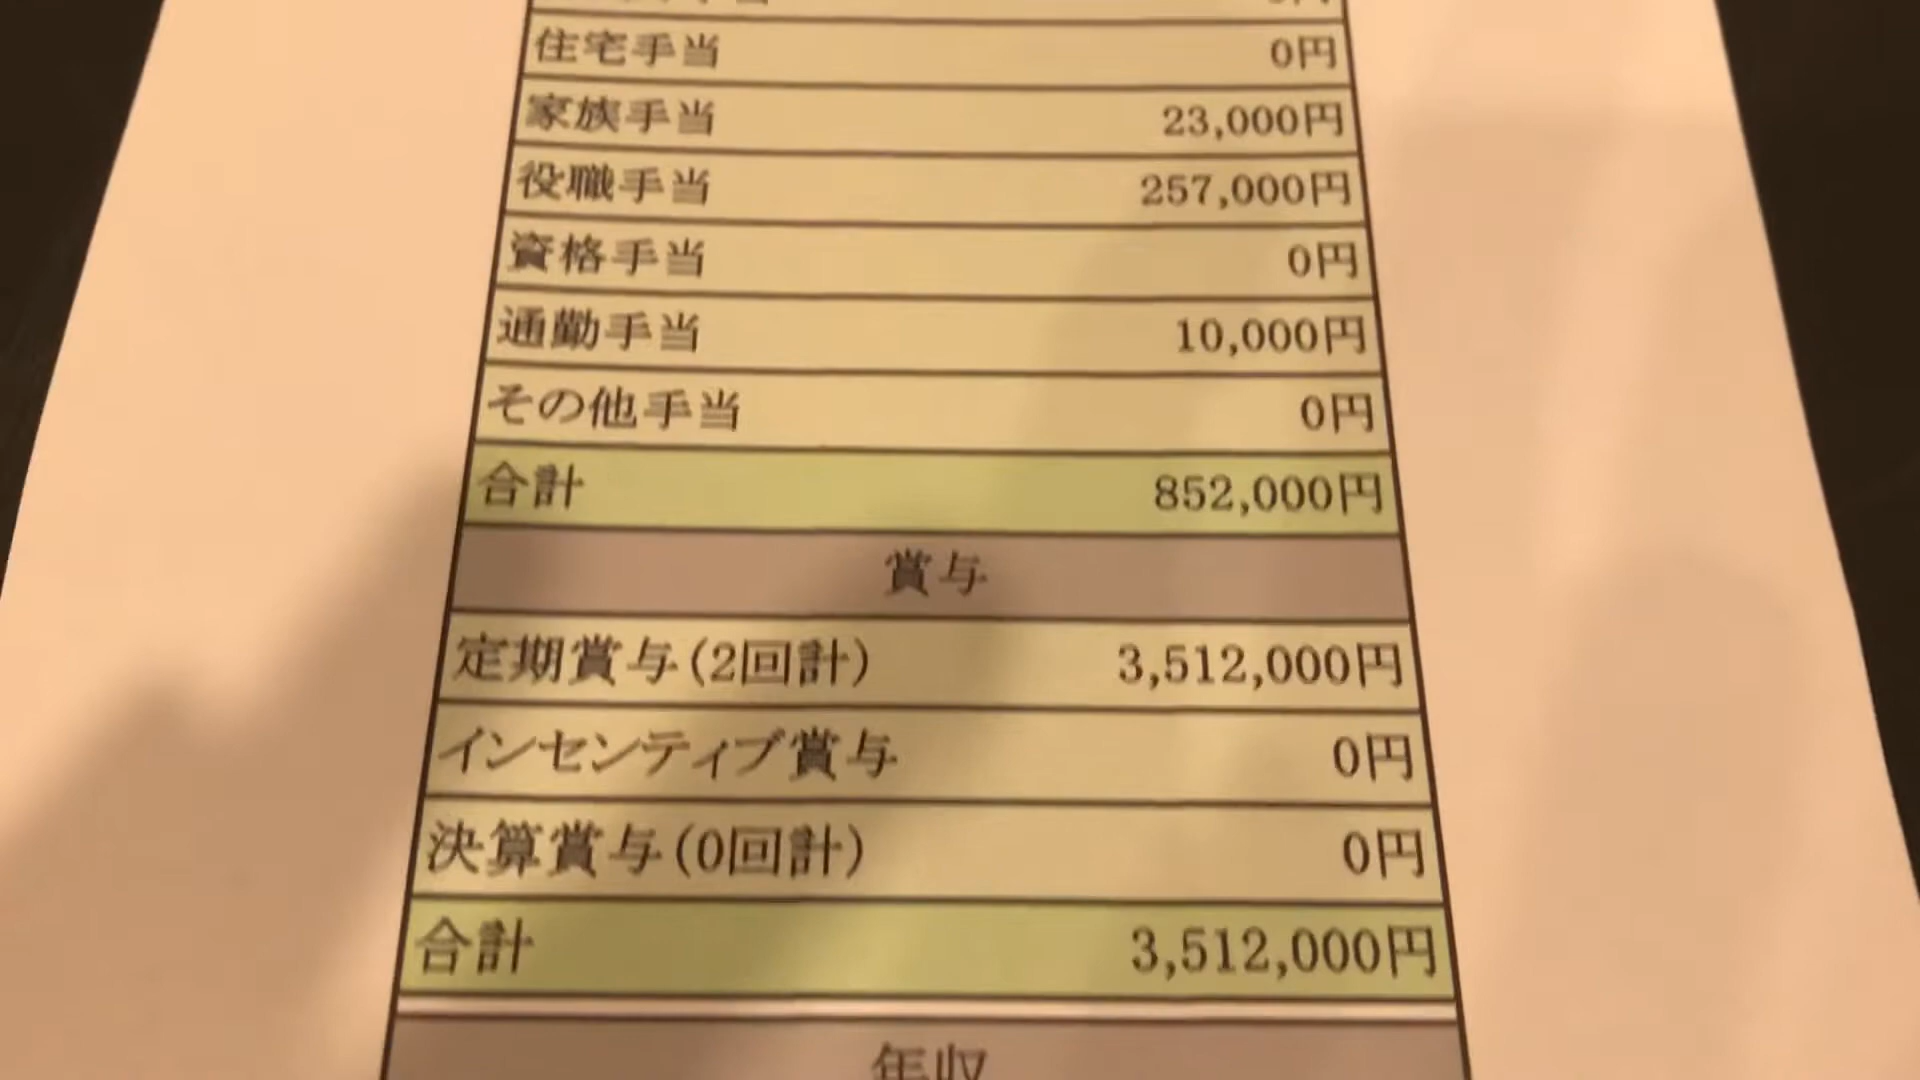 住宅手当 0円
家族手当 23,000円
役職手当 257,000円
資格手当 0円
通勤手当 10,000円
その他手当 0円
合計 852,000円
賞与
定期賞与(2回計) 3,512,000円
インセンティブ賞与 0円
決算賞与(0回計) 0円
合計 3,512,000円
年収